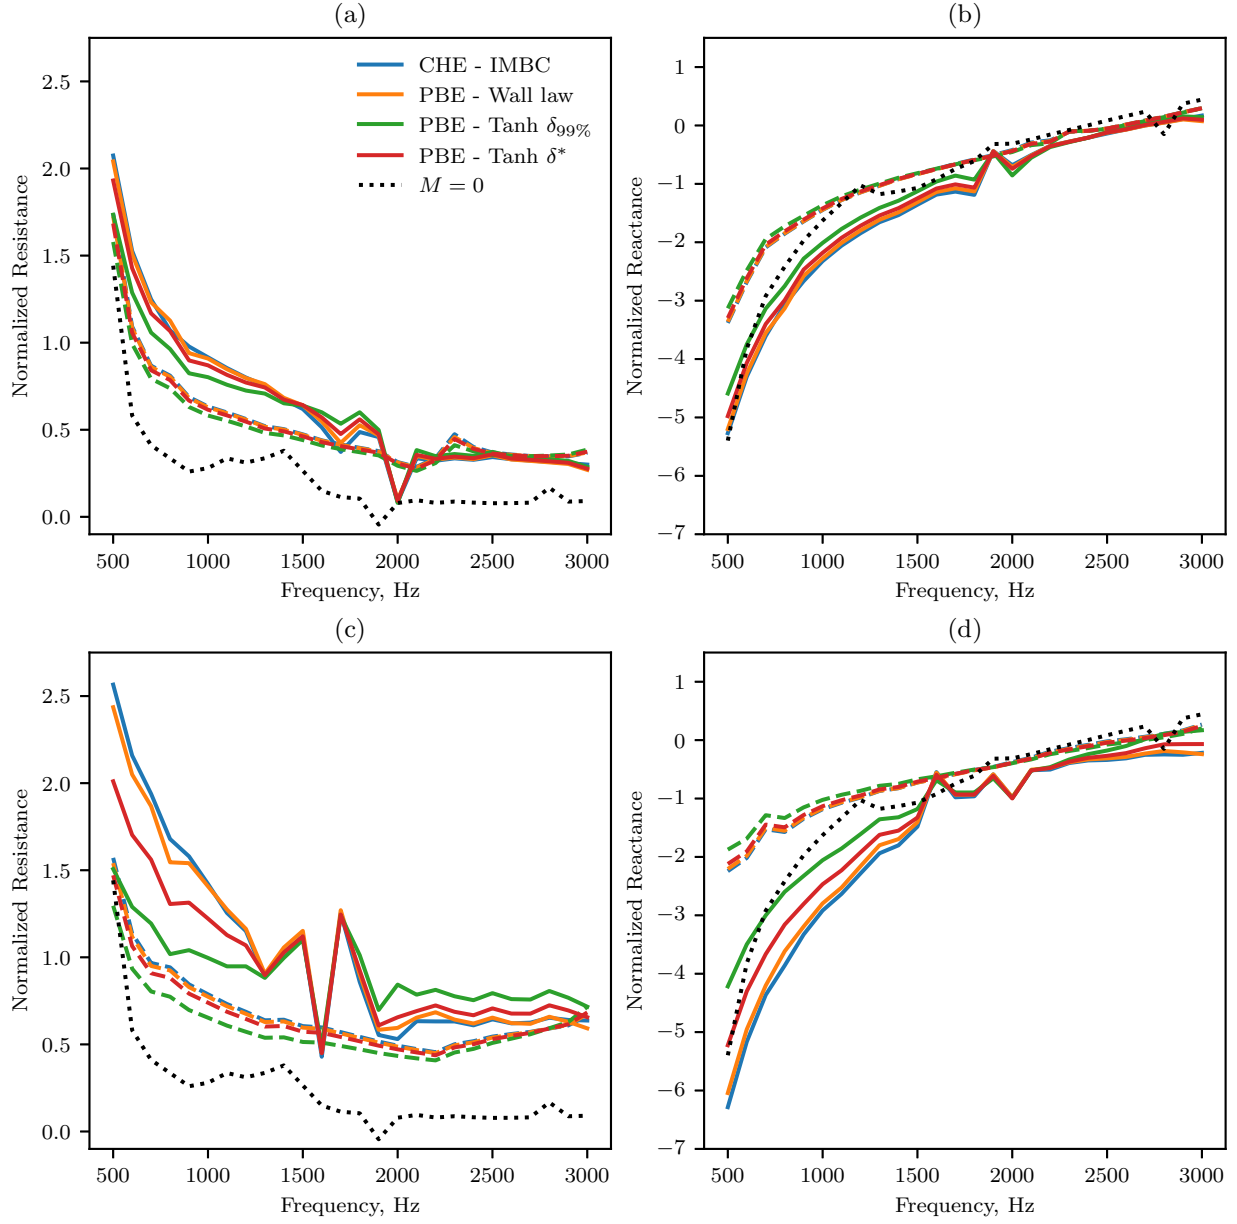 (a)
Normalized Resistance
2.5
2.0
1.5
1.0
0.5
0.0
CHE - IMBC
PBE - Wall law
PBE - Tanh δ99%
PBE - Tanh δ*
M = 0
500 1000 1500 2000 2500 3000
Frequency, Hz
(b)
Normalized Reactance
1
0
−1
−2
−3
−4
−5
−6
−7
500 1000 1500 2000 2500 3000
Frequency, Hz
(c)
Normalized Resistance
2.5
2.0
1.5
1.0
0.5
0.0
500 1000 1500 2000 2500 3000
Frequency, Hz
(d)
Normalized Reactance
1
0
−1
−2
−3
−4
−5
−6
−7
500 1000 1500 2000 2500 3000
Frequency, Hz